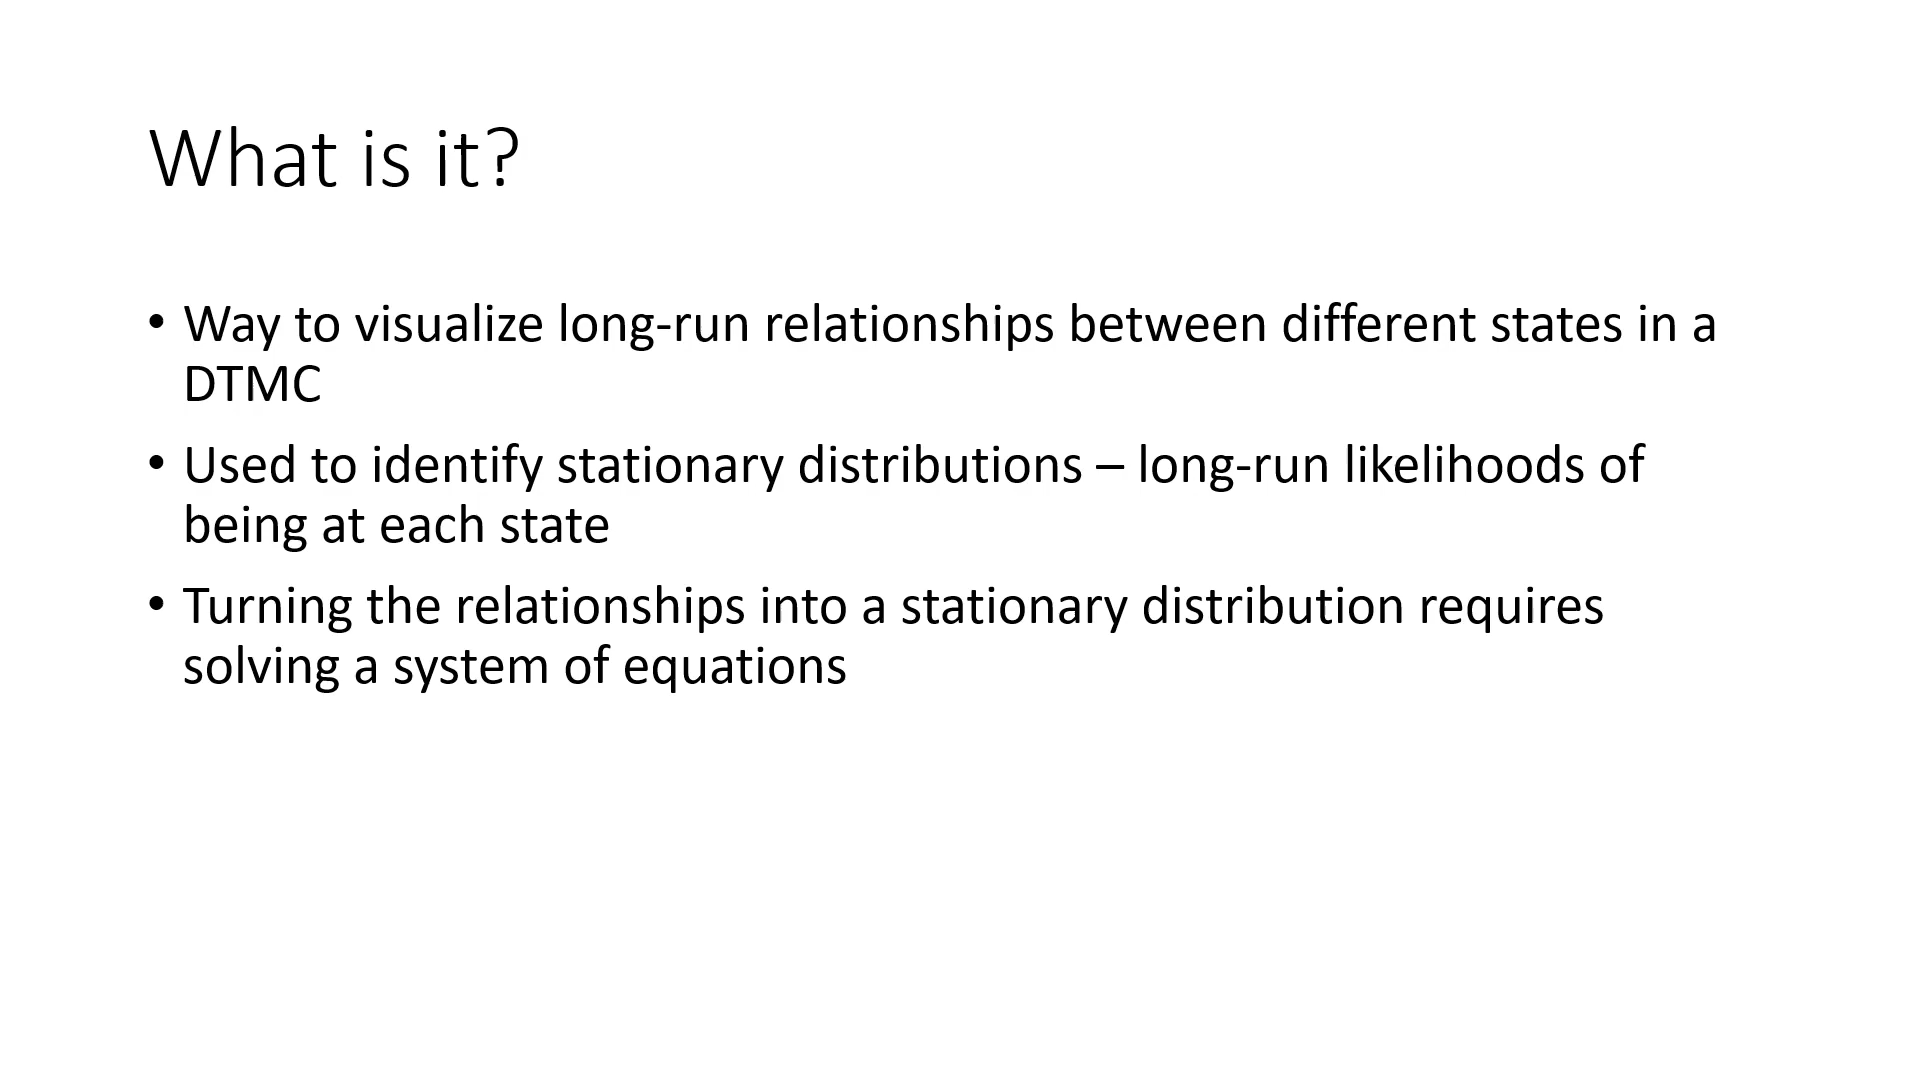 What is it?
• Way to visualize long-run relationships between different states in a
DTMC
• Used to identify stationary distributions – long-run likelihoods of
being at each state
• Turning the relationships into a stationary distribution requires
solving a system of equations